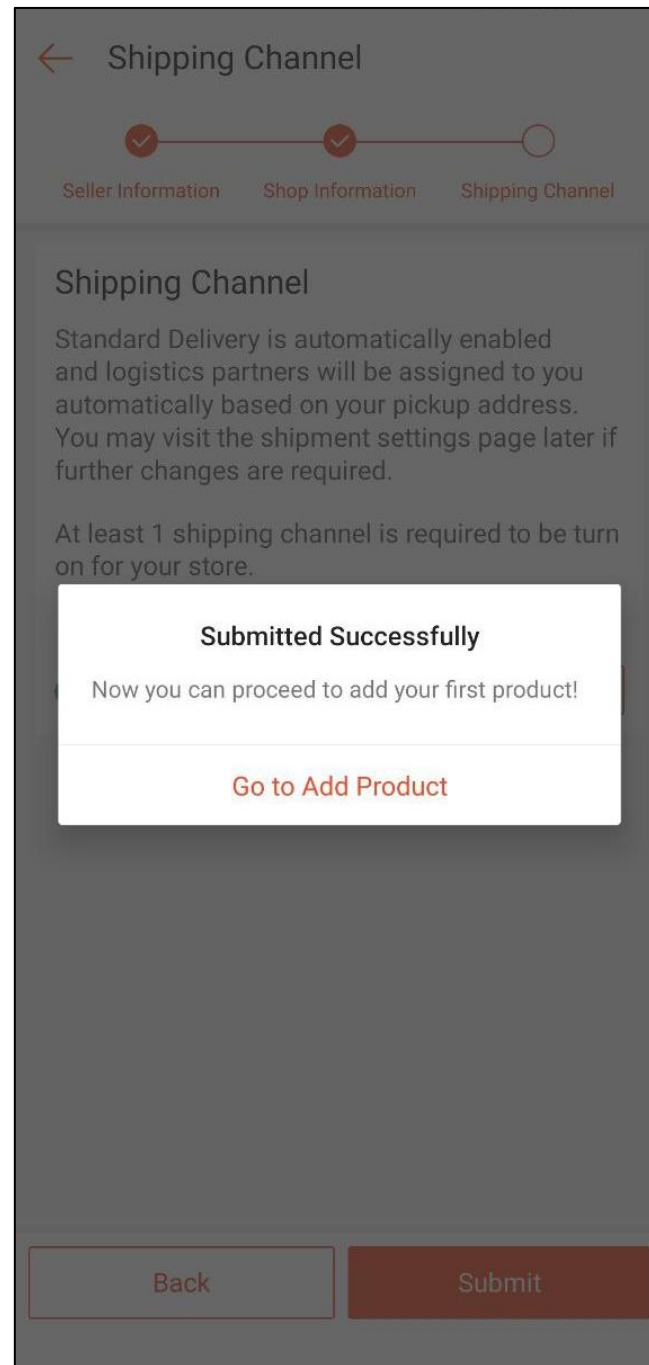 Shipping Channel
Seller Information Shop Information Shipping Channel
Shipping Channel
Standard Delivery is automatically enabled
and logistics partners will be assigned to you
automatically based on your pickup address.
You may visit the shipment settings page later if
further changes are required.
At least 1 shipping channel is required to be turn
on for your store.
Submitted Successfully
Now you can proceed to add your first product!
Go to Add Product
Back Submit